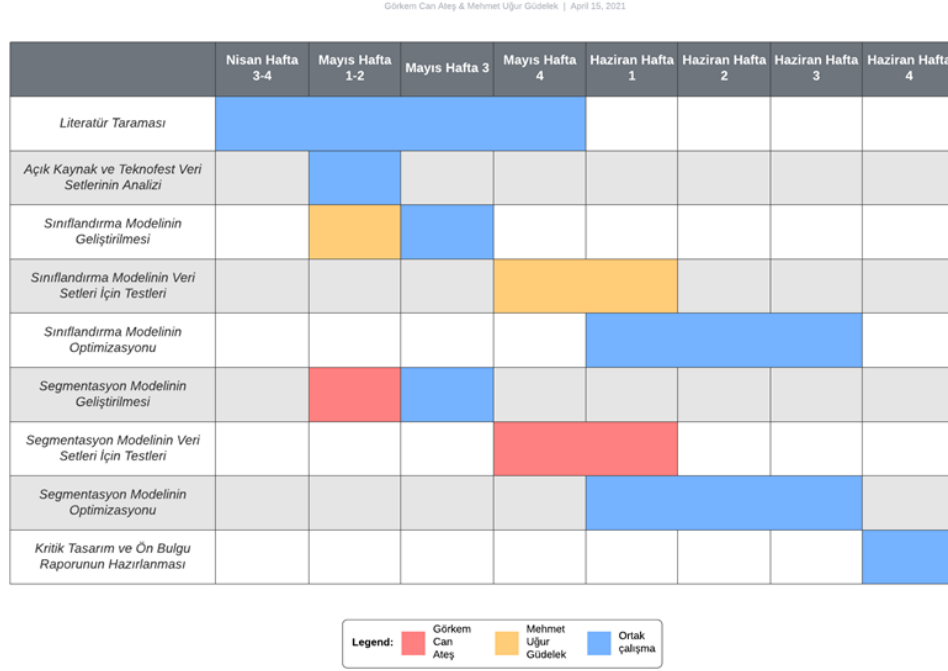 Görkem Can Ateş & Mehmet Uğur Güdelek | April 15, 2021
Nisan Hafta
3-4
Mayıs Hafta
1-2
Mayıs Hafta 3
Mayıs Hafta
4
Haziran Hafta
1
Haziran Hafta
2
Haziran Hafta
3
Haziran Hafta
4
Literatür Taraması
Açık Kaynak ve Teknofest Veri
Setlerinin Analizi
Sınıflandırma Modelinin
Geliştirilmesi
Sınıflandırma Modelinin Veri
Setleri İçin Testleri
Sınıflandırma Modelinin
Optimizasyonu
Segmentasyon Modelinin
Geliştirilmesi
Segmentasyon Modelinin Veri
Setleri İçin Testleri
Segmentasyon Modelinin
Optimizasyonu
Kritik Tasarım ve Ön Bulgu
Raporunun Hazırlanması
Legend:
Görkem
Can
Ateş
Mehmet
Uğur
Güdelek
Ortak
çalışma